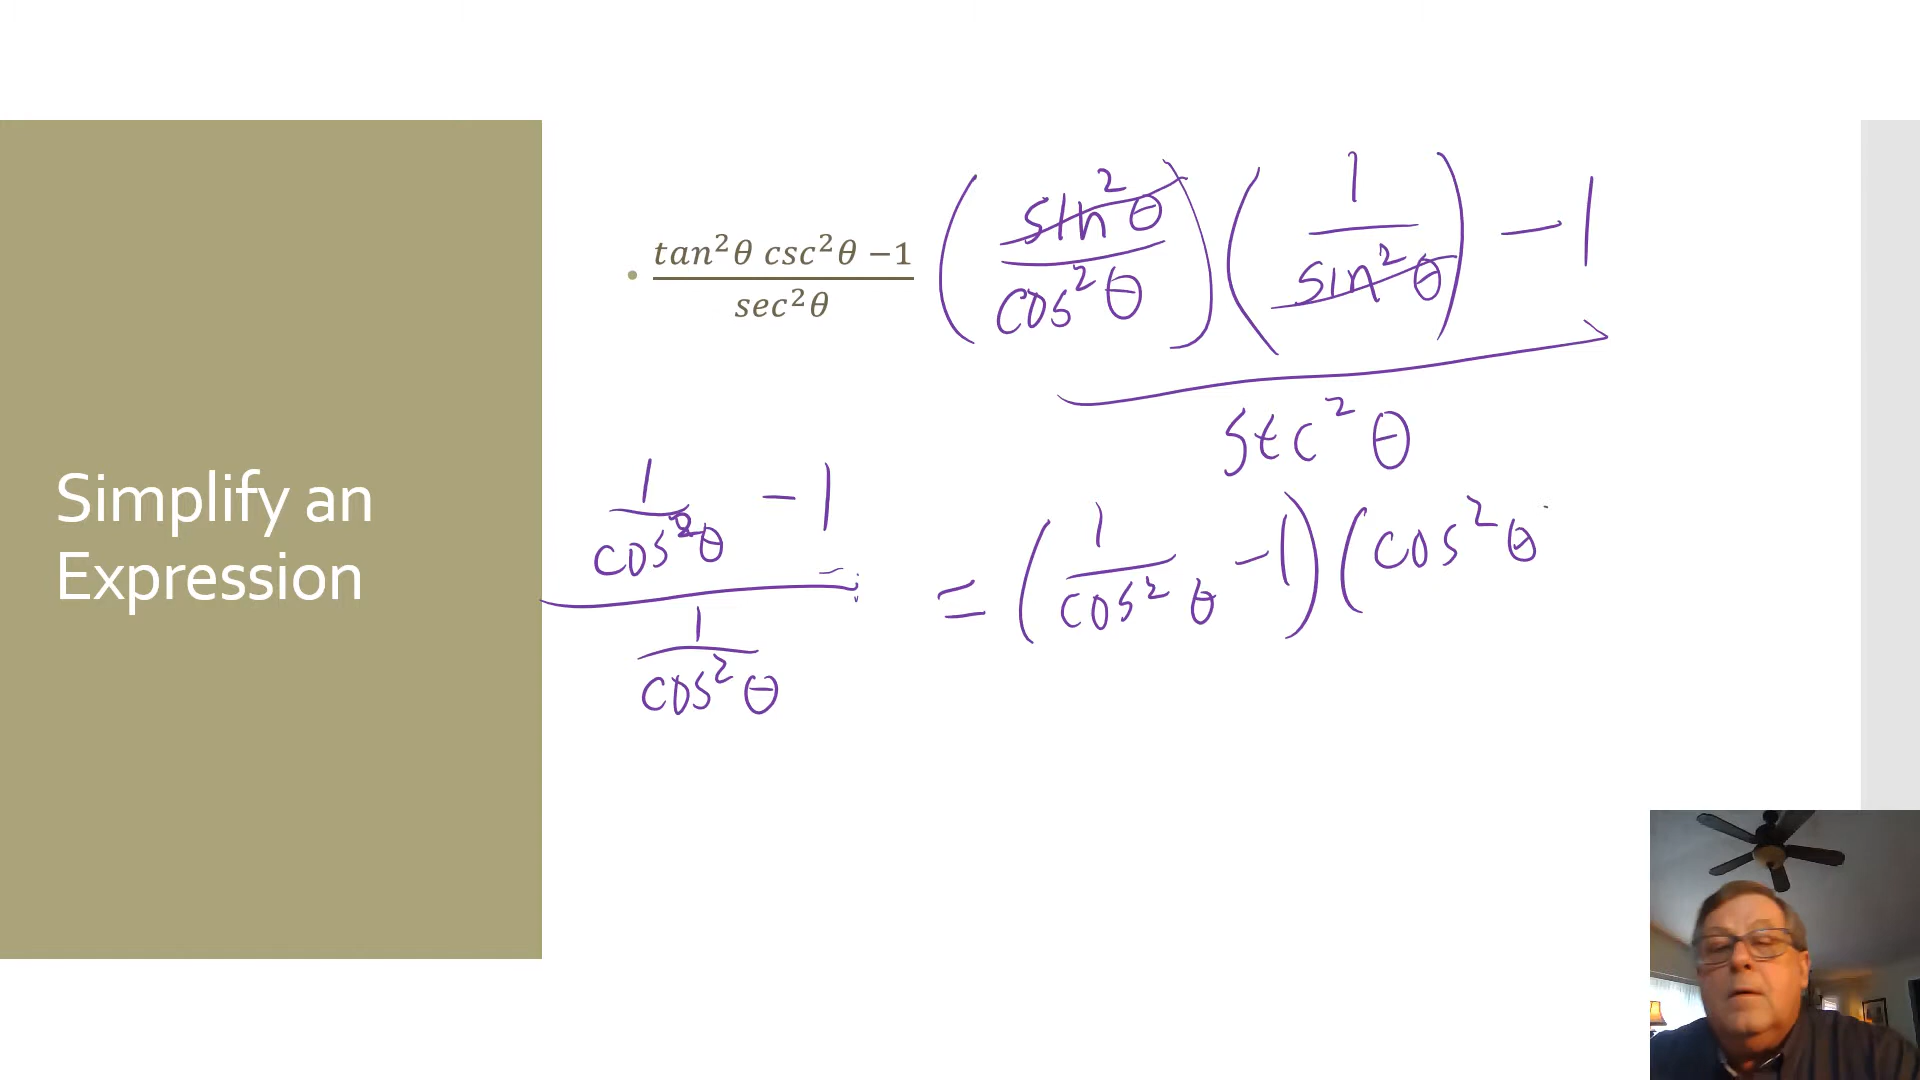 Simplify an
Expression
• tan²θ csc²θ −1
sec²θ
(sin²θ / cos²θ)(1 / sin²θ) − 1
sec²θ
1 / cos²θ − 1
1 / cos²θ
= (1 / cos²θ − 1)(cos²θ